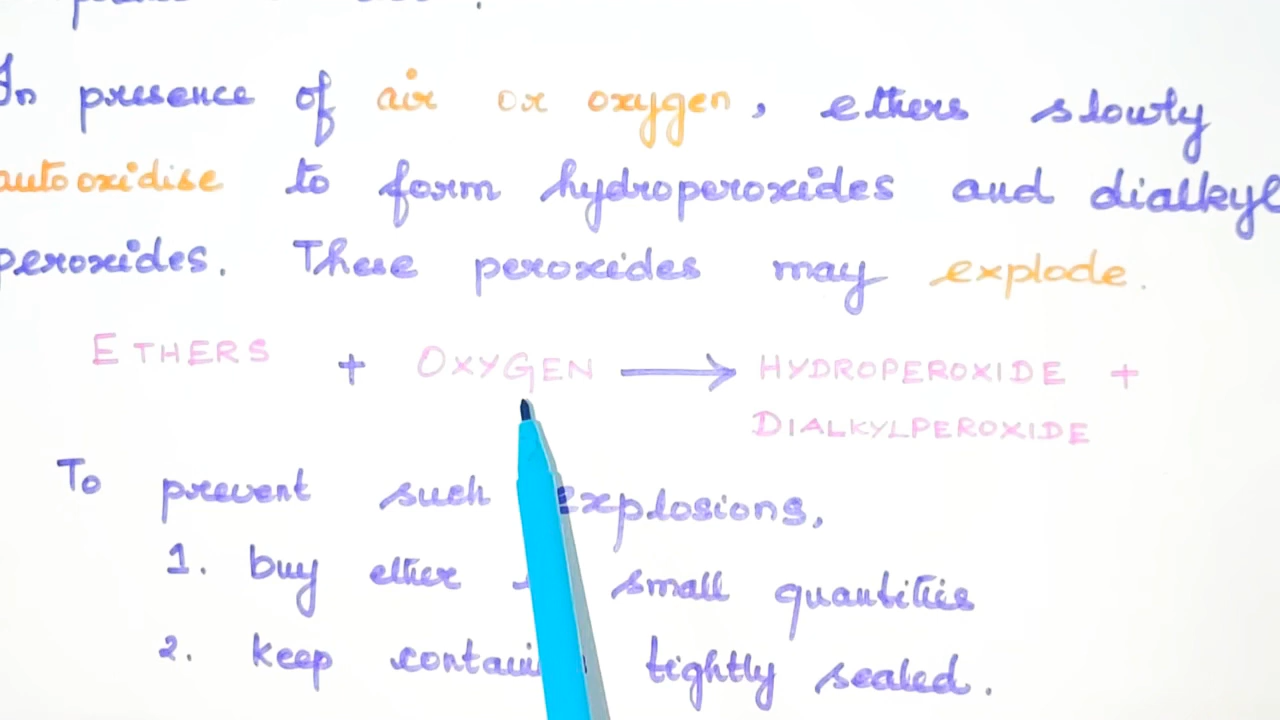 In presence of air or oxygen, ethers slowly
autooxidise to form hydroperoxides and dialkyl
peroxides. These peroxides may explode.
ETHERS + OXYGEN → HYDROPEROXIDE +
DIALKYLPEROXIDE
To prevent such explosions,
1. buy ether small quantities
2. keep tightly sealed.